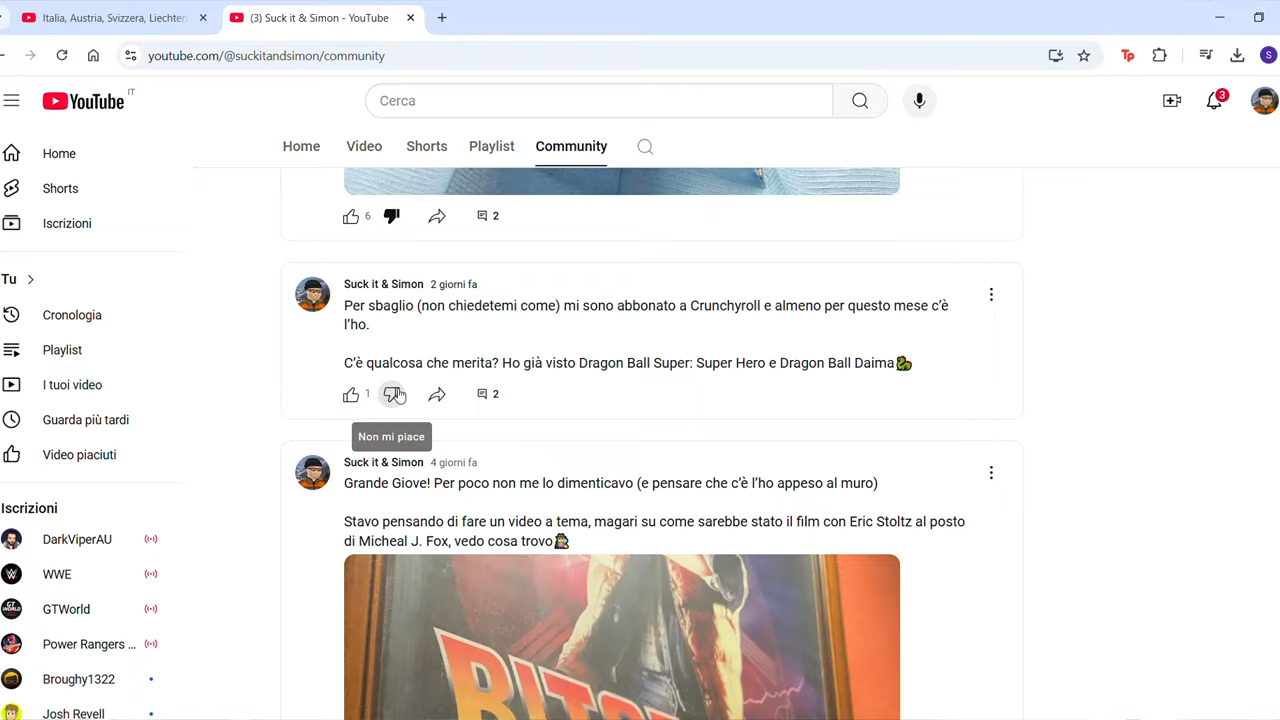 Italia, Austria, Svizzera, Liechten
(3) Suck it & Simon - YouTube
youtube.com/@suckitandsimon/community
Tp
S
YouTube IT
Cerca
3
Home
Video
Shorts
Playlist
Community
Home
Shorts
Iscrizioni
Tu
Cronologia
Playlist
I tuoi video
Guarda più tardi
Video piaciuti
Iscrizioni
DarkViperAU
WWE
GTWorld
Power Rangers ...
Broughy1322
Josh Revell
6
2
Suck it & Simon 2 giorni fa
Per sbaglio (non chiedetemi come) mi sono abbonato a Crunchyroll e almeno per questo mese c'è
l'ho.
C'è qualcosa che merita? Ho già visto Dragon Ball Super: Super Hero e Dragon Ball Daima🐉
1
2
Non mi piace
Suck it & Simon 4 giorni fa
Grande Giove! Per poco non me lo dimenticavo (e pensare che c'è l'ho appeso al muro)
Stavo pensando di fare un video a tema, magari su come sarebbe stato il film con Eric Stoltz al posto
di Micheal J. Fox, vedo cosa trovo